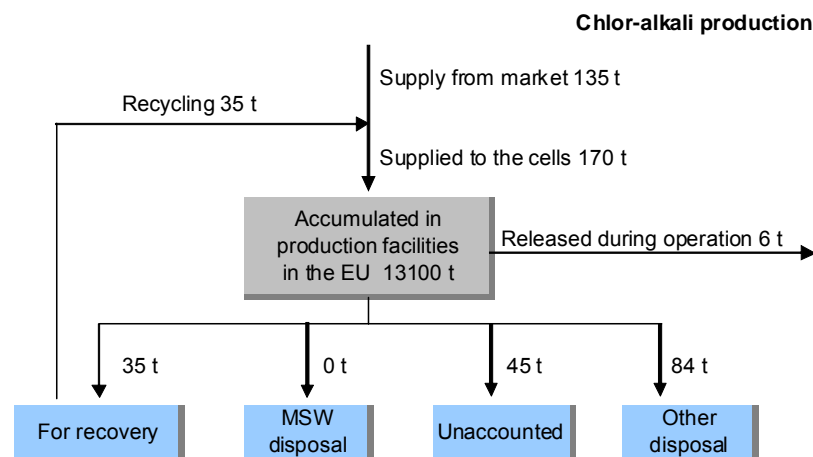 Chlor-alkali production
Supply from market 135 t
Recycling 35 t
Supplied to the cells 170 t
Accumulated in
production facilities
in the EU 13100 t
Released during operation 6 t
35 t
0 t
45 t
84 t
For recovery
MSW
disposal
Unaccounted
Other
disposal